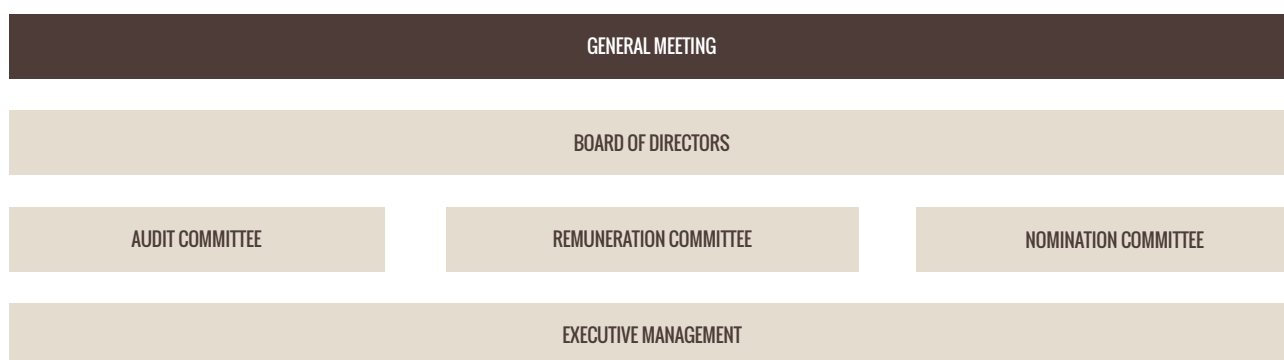 GENERAL MEETING
BOARD OF DIRECTORS
AUDIT COMMITTEE
REMUNERATION COMMITTEE
NOMINATION COMMITTEE
EXECUTIVE MANAGEMENT